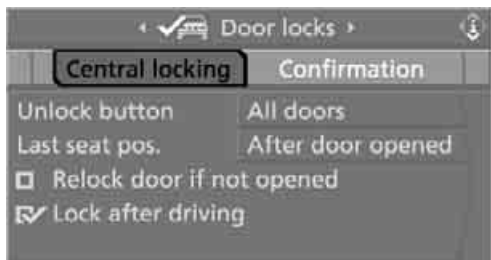 Door locks
Central locking Confirmation
Unlock button All doors
Last seat pos. After door opened
Relock door if not opened
Lock after driving